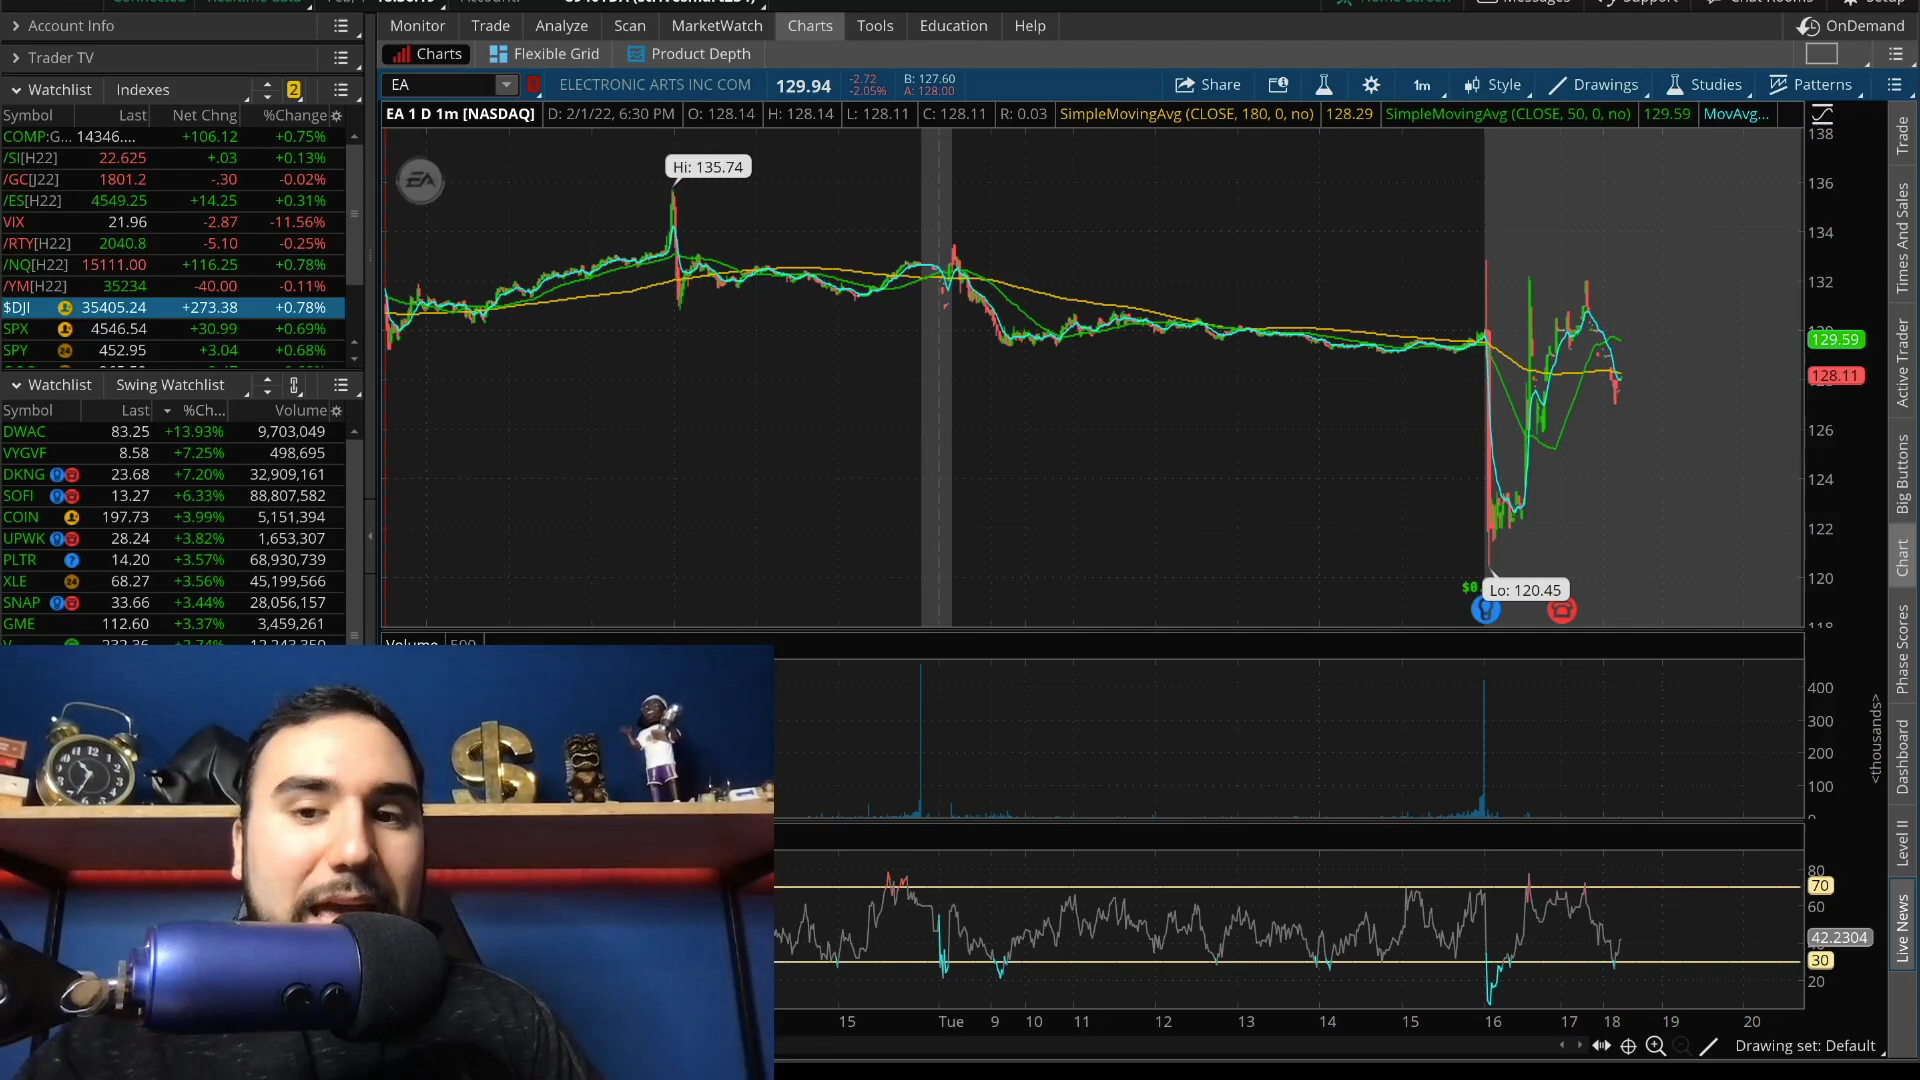 Account Info
Trader TV
Watchlist Indexes 2
Symbol Last Net Chng %Change
COMP:G... 14346.... +106.12 +0.75%
/SI[H22] 22.625 +.03 +0.13%
/GC[J22] 1801.2 -.30 -0.02%
/ES[H22] 4549.25 +14.25 +0.31%
VIX 21.96 -2.87 -11.56%
/RTY[H22] 2040.8 -5.10 -0.25%
/NQ[H22] 15111.00 +116.25 +0.78%
/YM[H22] 35234 -40.00 -0.11%
$DJI 35405.24 +273.38 +0.78%
SPX 4546.54 +30.99 +0.69%
SPY 24 452.95 +3.04 +0.68%
Watchlist Swing Watchlist
Symbol Last %Ch... Volume
DWAC 83.25 +13.93% 9,703,049
VYGVF 8.58 +7.25% 498,695
DKNG 23.68 +7.20% 32,909,161
SOFI 13.27 +6.33% 88,807,582
COIN 197.73 +3.99% 5,151,394
UPWK 28.24 +3.82% 1,653,307
PLTR ? 14.20 +3.57% 68,930,739
XLE 24 68.27 +3.56% 45,199,566
SNAP 33.66 +3.44% 28,056,157
GME 112.60 +3.37% 3,459,261
Monitor Trade Analyze Scan MarketWatch Charts Tools Education Help
OnDemand
Charts Flexible Grid Product Depth
EA ELECTRONIC ARTS INC COM 129.94 -2.72 B: 127.60
-2.05% A: 128.00
Share 1m Style Drawings Studies Patterns
EA 1 D 1m [NASDAQ] D: 2/1/22, 6:30 PM O: 128.14 H: 128.14 L: 128.11 C: 128.11 R: 0.03 SimpleMovingAvg (CLOSE, 180, 0, no) 128.29 SimpleMovingAvg (CLOSE, 50, 0, no) 129.59 MovAvg...
EA
Hi: 135.74
Lo: 120.45
$0.
138
136
134
132
129.59
128.11
126
124
122
120
Volume
400
300
200
100
<thousands>
80
70
60
42.2304
30
20
15 Tue 9 10 11 12 13 14 15 16 17 18 19 20
Drawing set: Default
Trade
Times And Sales
Active Trader
Big Buttons
Chart
Phase Scores
Dashboard
Level II
Live News